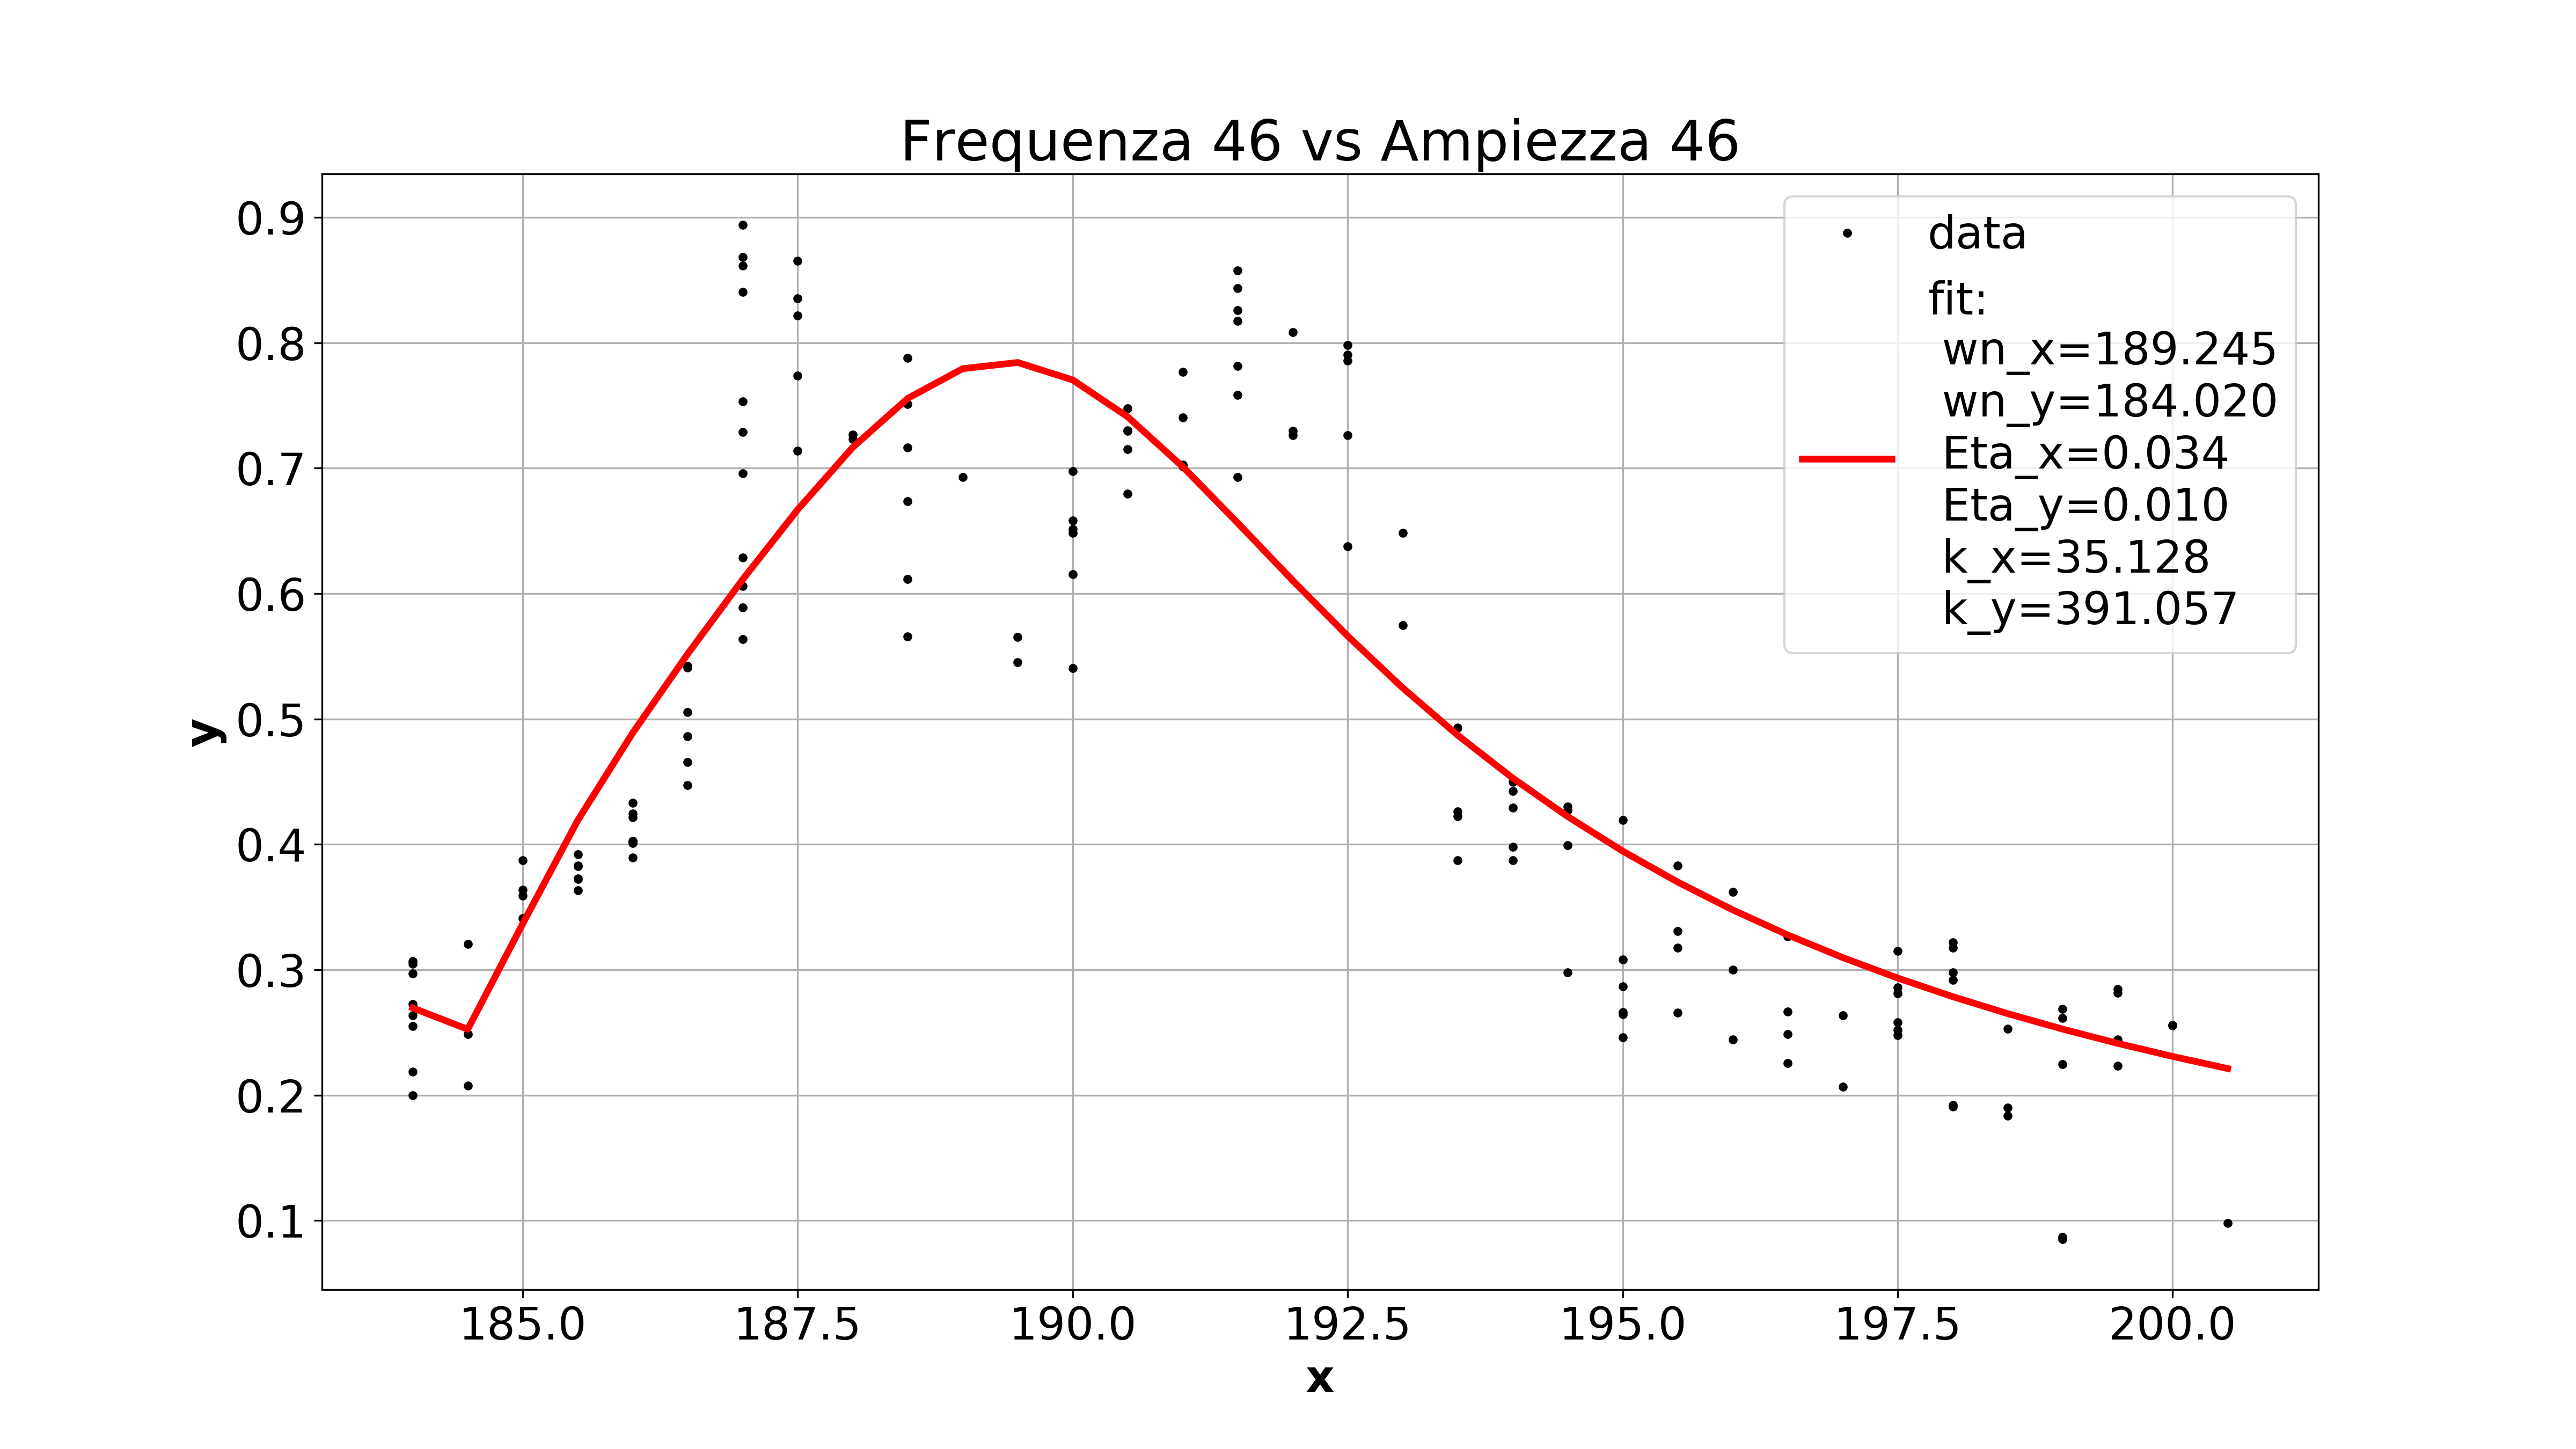 Frequenza 46 vs Ampiezza 46
0.9
0.8
0.7
0.6
0.5
0.4
0.3
0.2
0.1
y
185.0 187.5 190.0 192.5 195.0 197.5 200.0
x
data
fit:
wn_x=189.245
wn_y=184.020
Eta_x=0.034
Eta_y=0.010
k_x=35.128
k_y=391.057